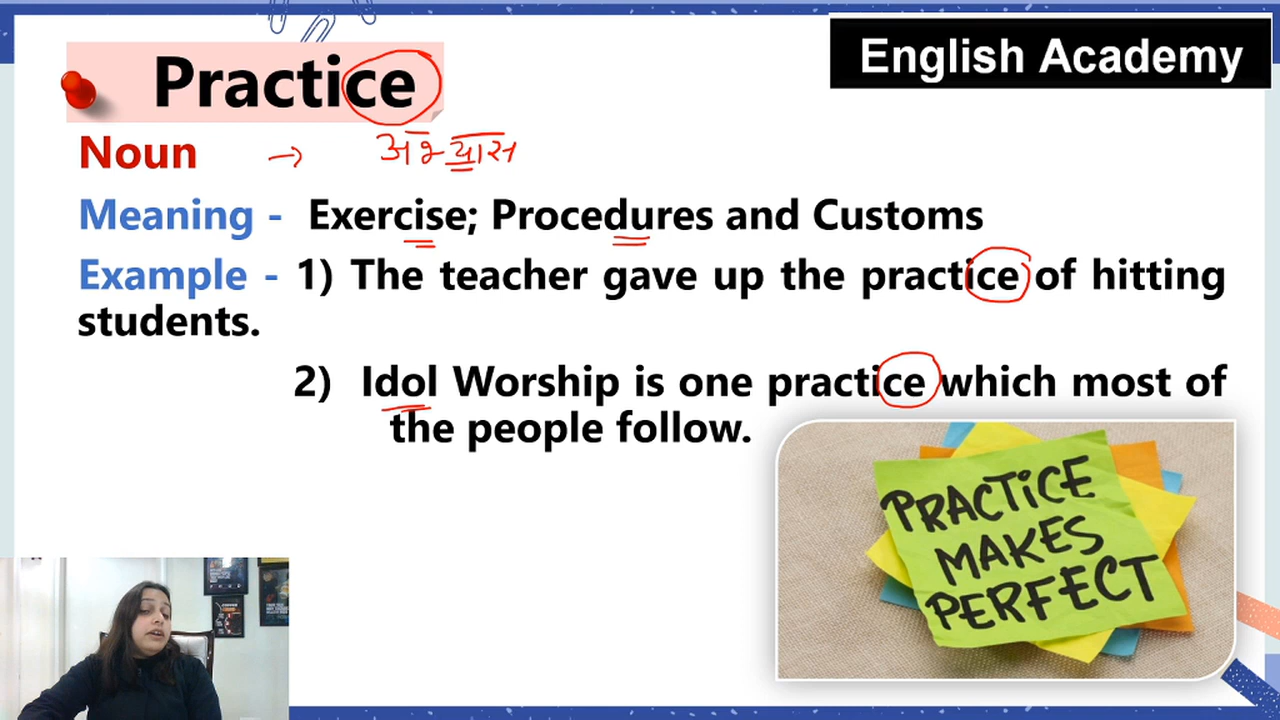 English Academy
Practice
Noun → अभ्यास
Meaning - Exercise; Procedures and Customs
Example - 1) The teacher gave up the practice of hitting
students.
2) Idol Worship is one practice which most of
the people follow.
PRACTICE
MAKES
PERFECT